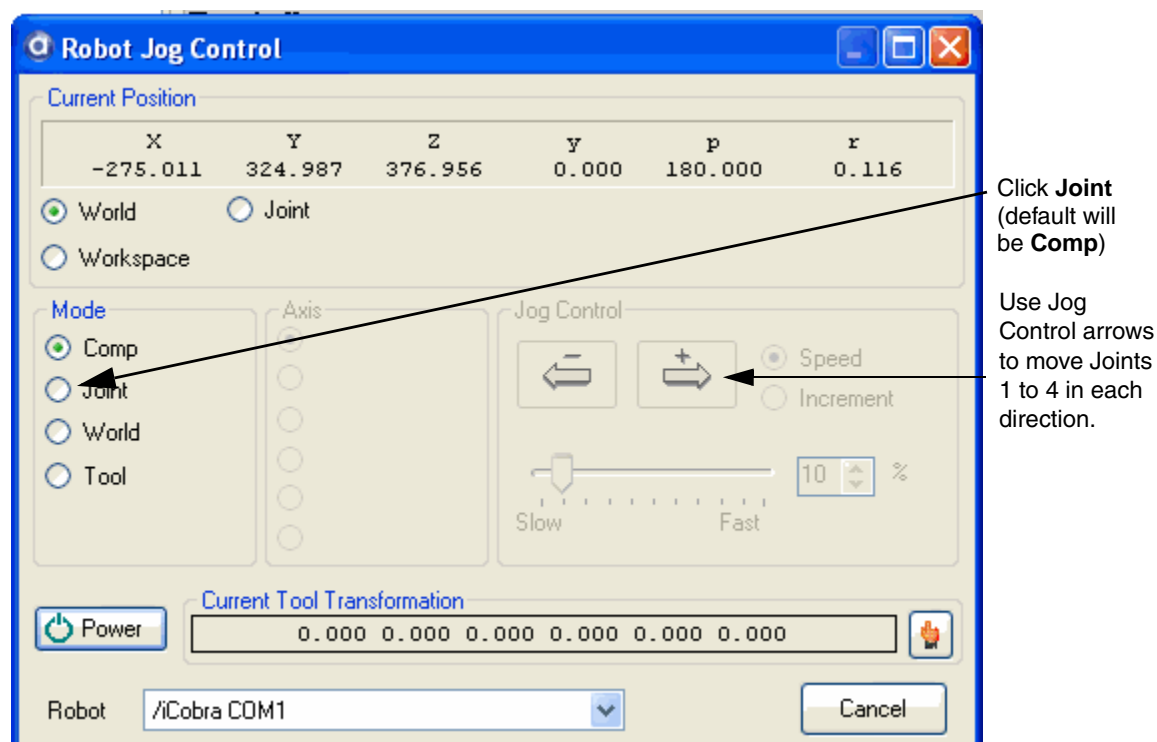 Robot Jog Control
Current Position
X Y Z y p r
-275.011 324.987 376.956 0.000 180.000 0.116
World Joint
Workspace
Click Joint
(default will
be Comp)
Mode
Comp
Joint
World
Tool
Axis
Jog Control
- +
Speed
Increment
10 %
Slow Fast
Use Jog
Control arrows
to move Joints
1 to 4 in each
direction.
Power
Current Tool Transformation
0.000 0.000 0.000 0.000 0.000 0.000
Robot /iCobra COM1
Cancel